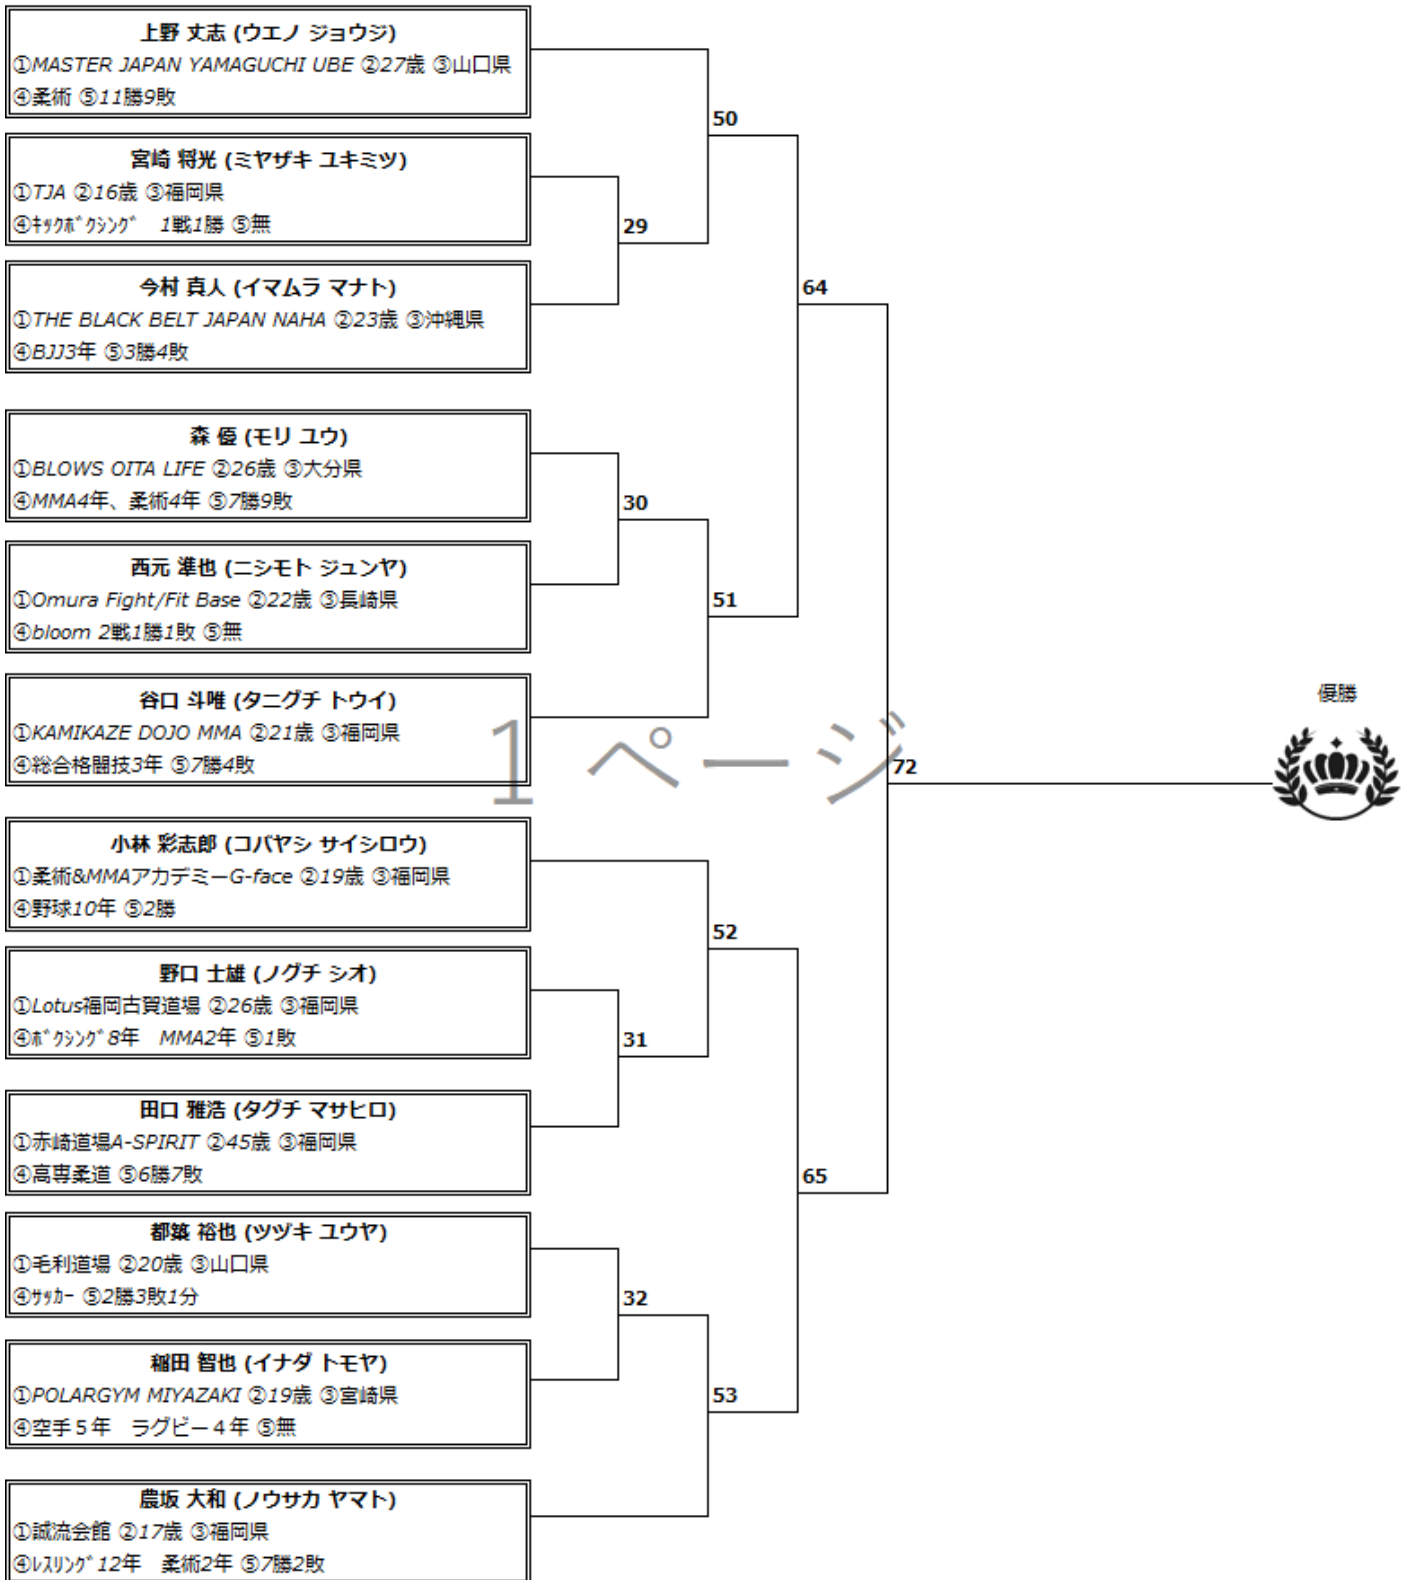 上野 丈志 (ウエノ ジョウジ)
①MASTER JAPAN YAMAGUCHI UBE ②27歳 ③山口県
④柔術 ⑤11勝9敗
50
宮崎 将光 (ミヤザキ ユキミツ)
①TJA ②16歳 ③福岡県
④ｷｯｸﾎﾞｸｼﾝｸﾞ　1戦1勝 ⑤無
29
今村 真人 (イマムラ マナト)
①THE BLACK BELT JAPAN NAHA ②23歳 ③沖縄県
④BJJ3年 ⑤3勝4敗
64
森 優 (モリ ユウ)
①BLOWS OITA LIFE ②26歳 ③大分県
④MMA4年、柔術4年 ⑤7勝9敗
30
西元 準也 (ニシモト ジュンヤ)
①Omura Fight/Fit Base ②22歳 ③長崎県
④bloom 2戦1勝1敗 ⑤無
51
谷口 斗唯 (タニグチ トウイ)
①KAMIKAZE DOJO MMA ②21歳 ③福岡県
④総合格闘技3年 ⑤7勝4敗
1 ページ
72
優勝
小林 彩志郎 (コバヤシ サイシロウ)
①柔術&MMAアカデミーG-face ②19歳 ③福岡県
④野球10年 ⑤2勝
52
野口 士雄 (ノグチ シオ)
①Lotus福岡古賀道場 ②26歳 ③福岡県
④ﾎﾞｸｼﾝｸﾞ8年　MMA2年 ⑤1敗
31
田口 雅浩 (タグチ マサヒロ)
①赤崎道場A-SPIRIT ②45歳 ③福岡県
④高専柔道 ⑤6勝7敗
65
都築 裕也 (ツヅキ ユウヤ)
①毛利道場 ②20歳 ③山口県
④ｻｯｶｰ ⑤2勝3敗1分
32
稲田 智也 (イナダ トモヤ)
①POLARGYM MIYAZAKI ②19歳 ③宮崎県
④空手５年　ラグビー４年 ⑤無
53
農坂 大和 (ノウサカ ヤマト)
①誠流会館 ②17歳 ③福岡県
④ﾚｽﾘﾝｸﾞ12年　柔術2年 ⑤7勝2敗